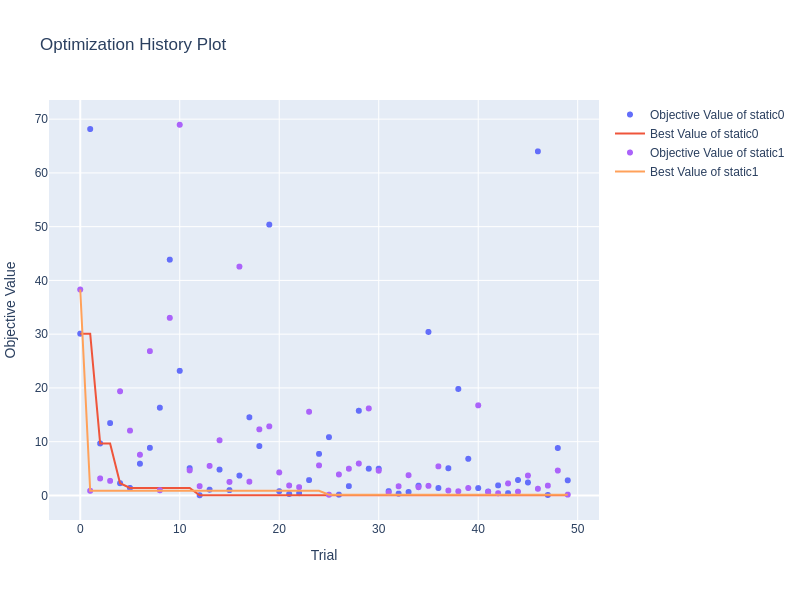 Optimization History Plot
Objective Value of static0
Best Value of static0
Objective Value of static1
Best Value of static1
Objective Value
70
60
50
40
30
20
10
0
0 10 20 30 40 50
Trial